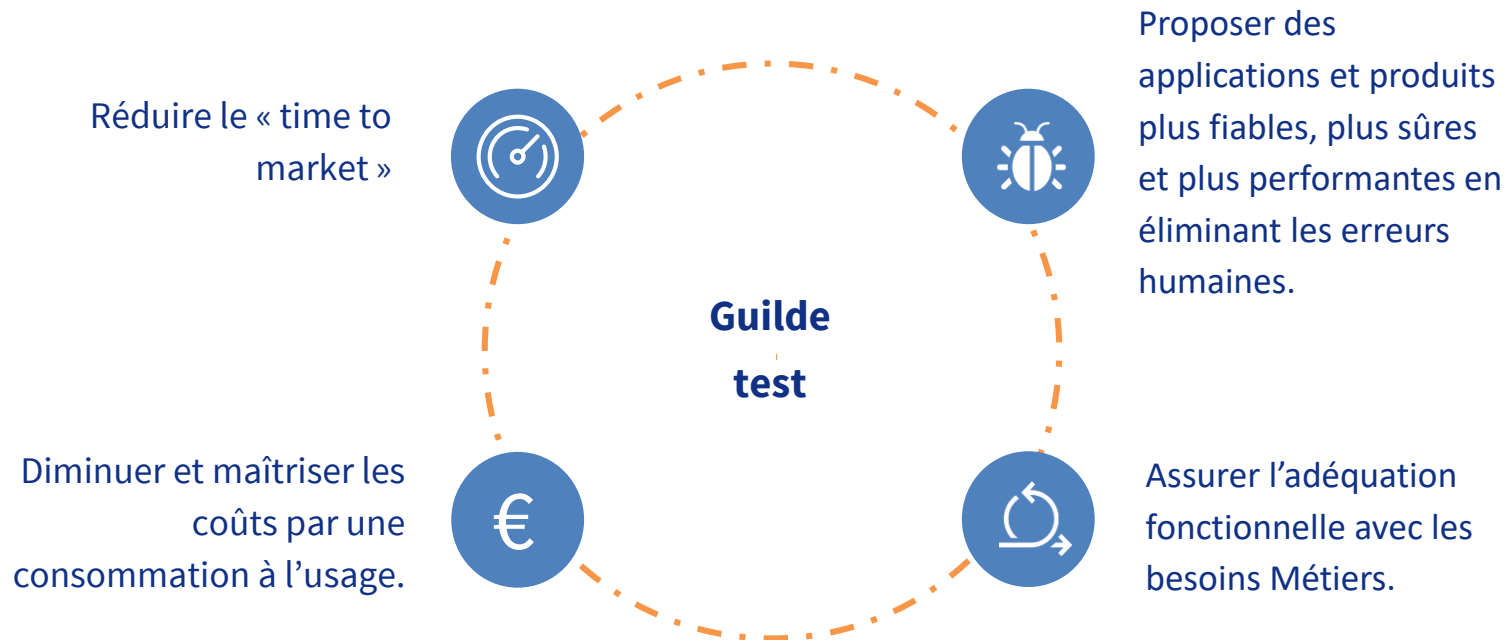 Réduire le « time to
market »
Proposer des
applications et produits
plus fiables, plus sûres
et plus performantes en
éliminant les erreurs
humaines.
Guilde
test
Diminuer et maîtriser les
coûts par une
consommation à l’usage.
€
Assurer l’adéquation
fonctionnelle avec les
besoins Métiers.